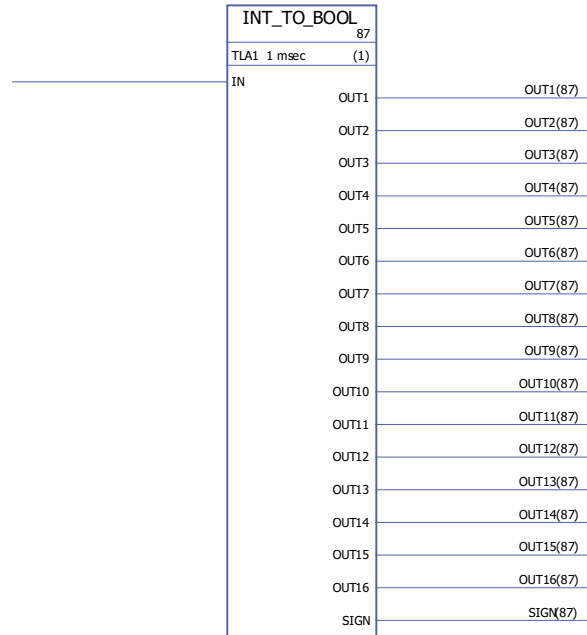 INT_TO_BOOL
87
TLA1 1 msec (1)
IN
OUT1 OUT1(87)
OUT2 OUT2(87)
OUT3 OUT3(87)
OUT4 OUT4(87)
OUT5 OUT5(87)
OUT6 OUT6(87)
OUT7 OUT7(87)
OUT8 OUT8(87)
OUT9 OUT9(87)
OUT10 OUT10(87)
OUT11 OUT11(87)
OUT12 OUT12(87)
OUT13 OUT13(87)
OUT14 OUT14(87)
OUT15 OUT15(87)
OUT16 OUT16(87)
SIGN SIGN(87)